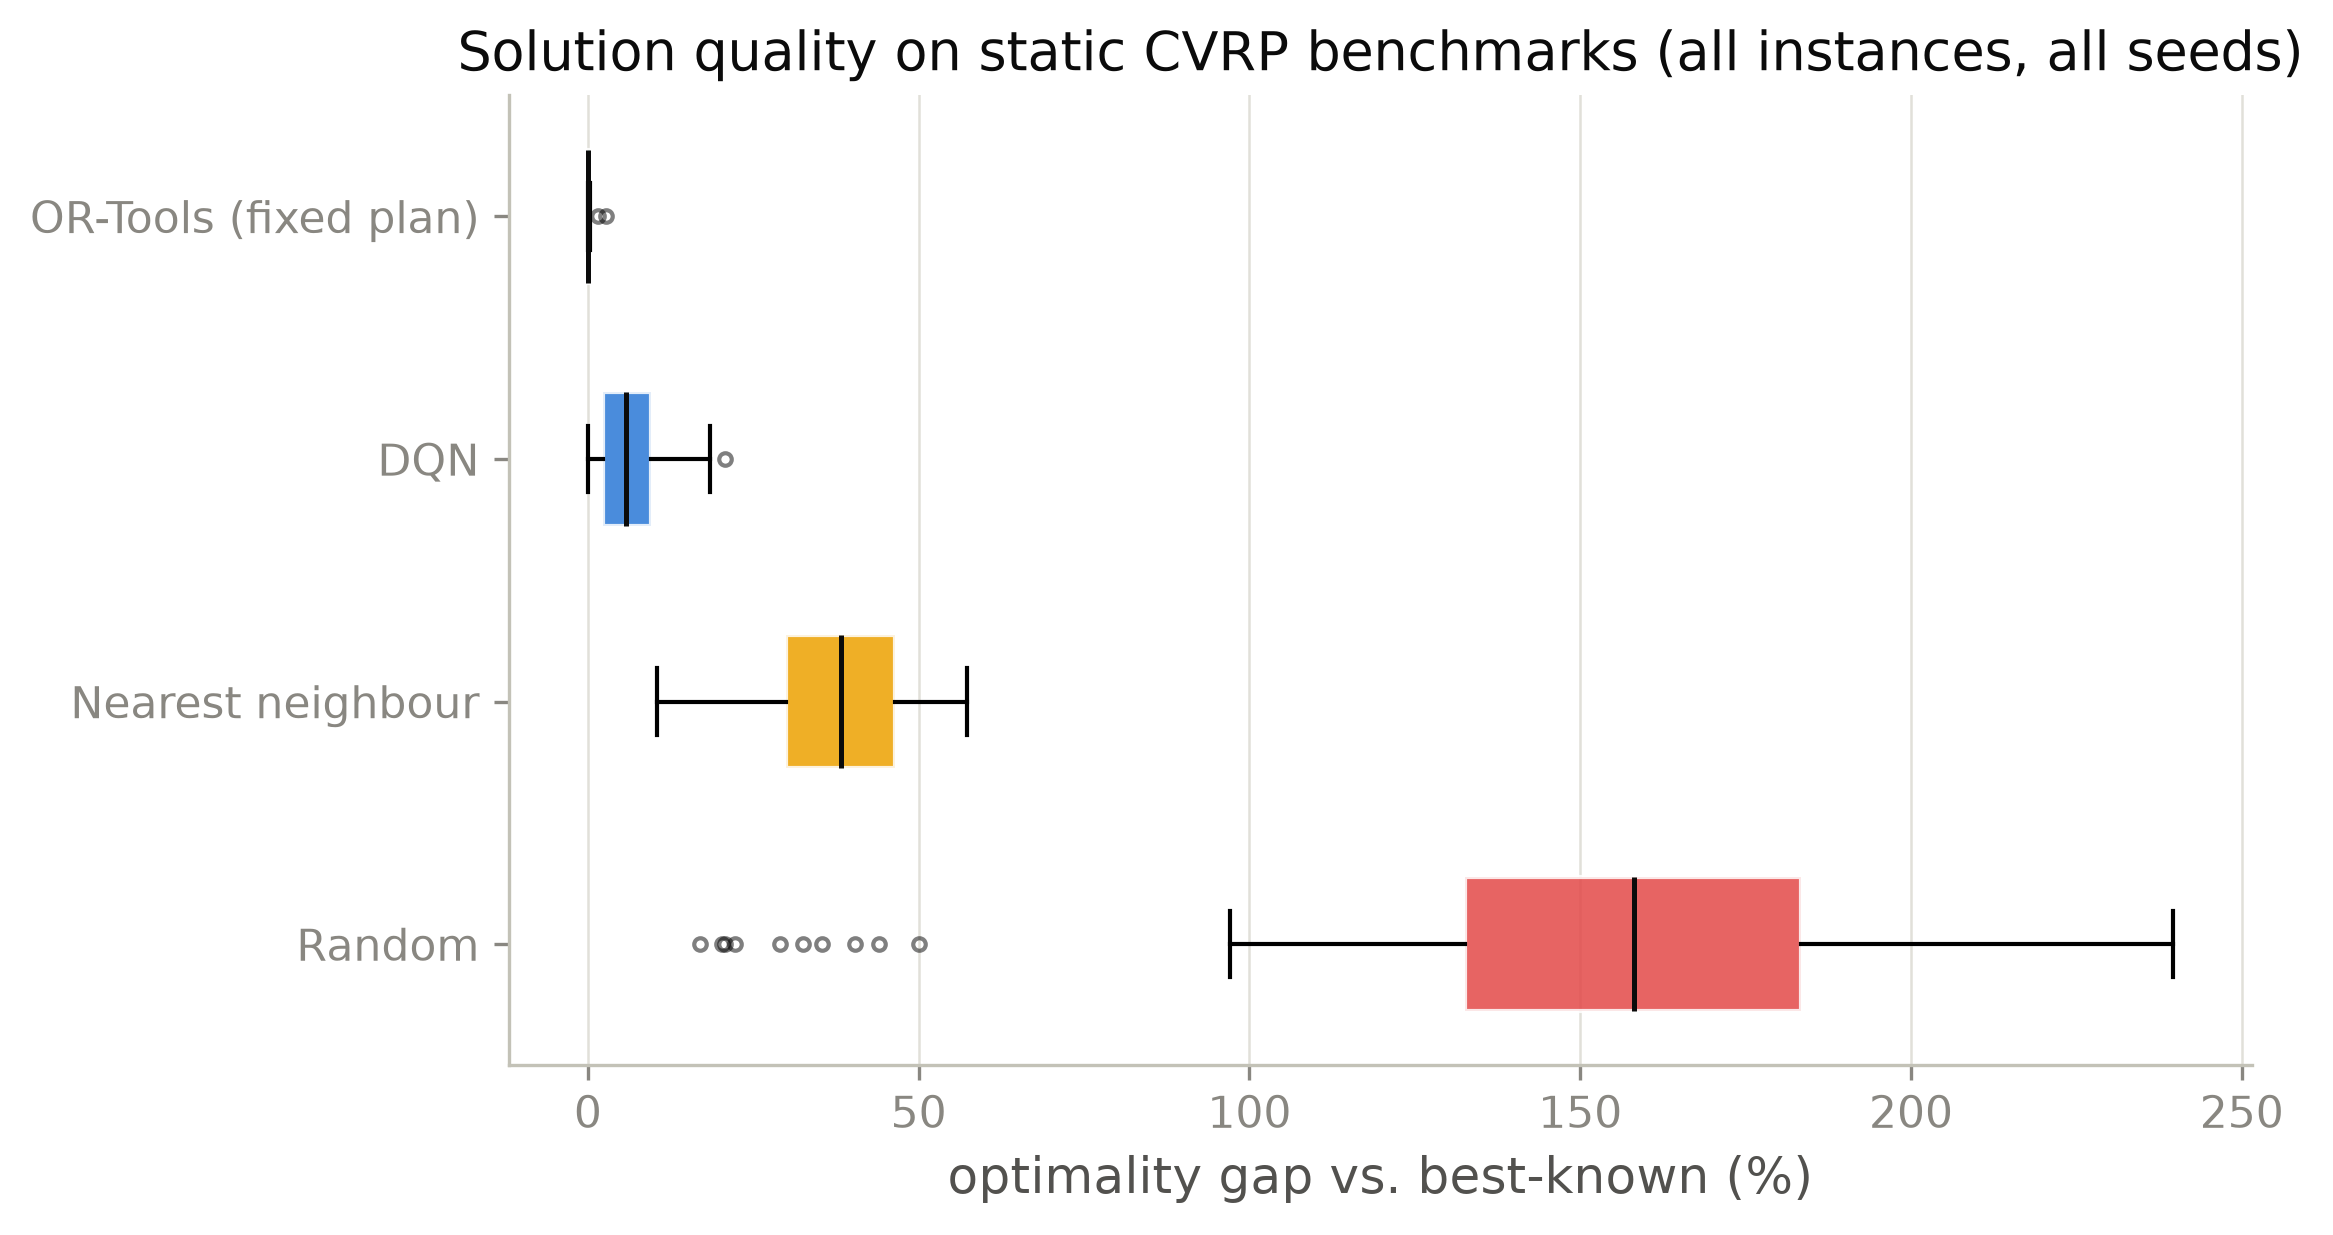 Solution quality on static CVRP benchmarks (all instances, all seeds)
OR-Tools (fixed plan)
DQN
Nearest neighbour
Random
0 50 100 150 200 250
optimality gap vs. best-known (%)